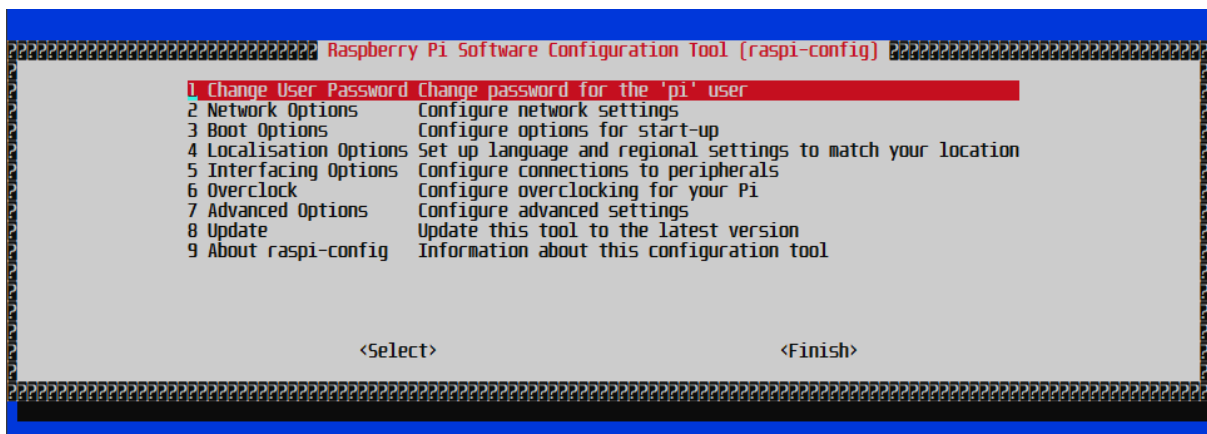 Raspberry Pi Software Configuration Tool (raspi-config)
1 Change User Password Change password for the 'pi' user
2 Network Options Configure network settings
3 Boot Options Configure options for start-up
4 Localisation Options Set up language and regional settings to match your location
5 Interfacing Options Configure connections to peripherals
6 Overclock Configure overclocking for your Pi
7 Advanced Options Configure advanced settings
8 Update Update this tool to the latest version
9 About raspi-config Information about this configuration tool
<Select> <Finish>